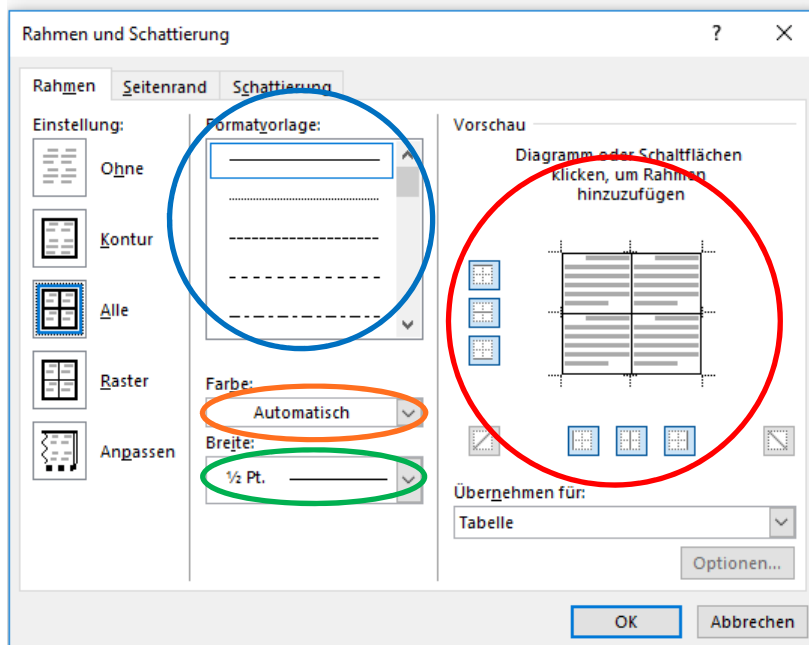 Rahmen und Schattierung
?
Rahmen
Seitenrand
Schattierung
Einstellung:
Ohne
Kontur
Alle
Raster
Anpassen
Formatvorlage:
Farbe:
Automatisch
Breite:
½ Pt.
Vorschau
Diagramm oder Schaltflächen
klicken, um Rahmen
hinzuzufügen
Übernehmen für:
Tabelle
Optionen...
OK
Abbrechen